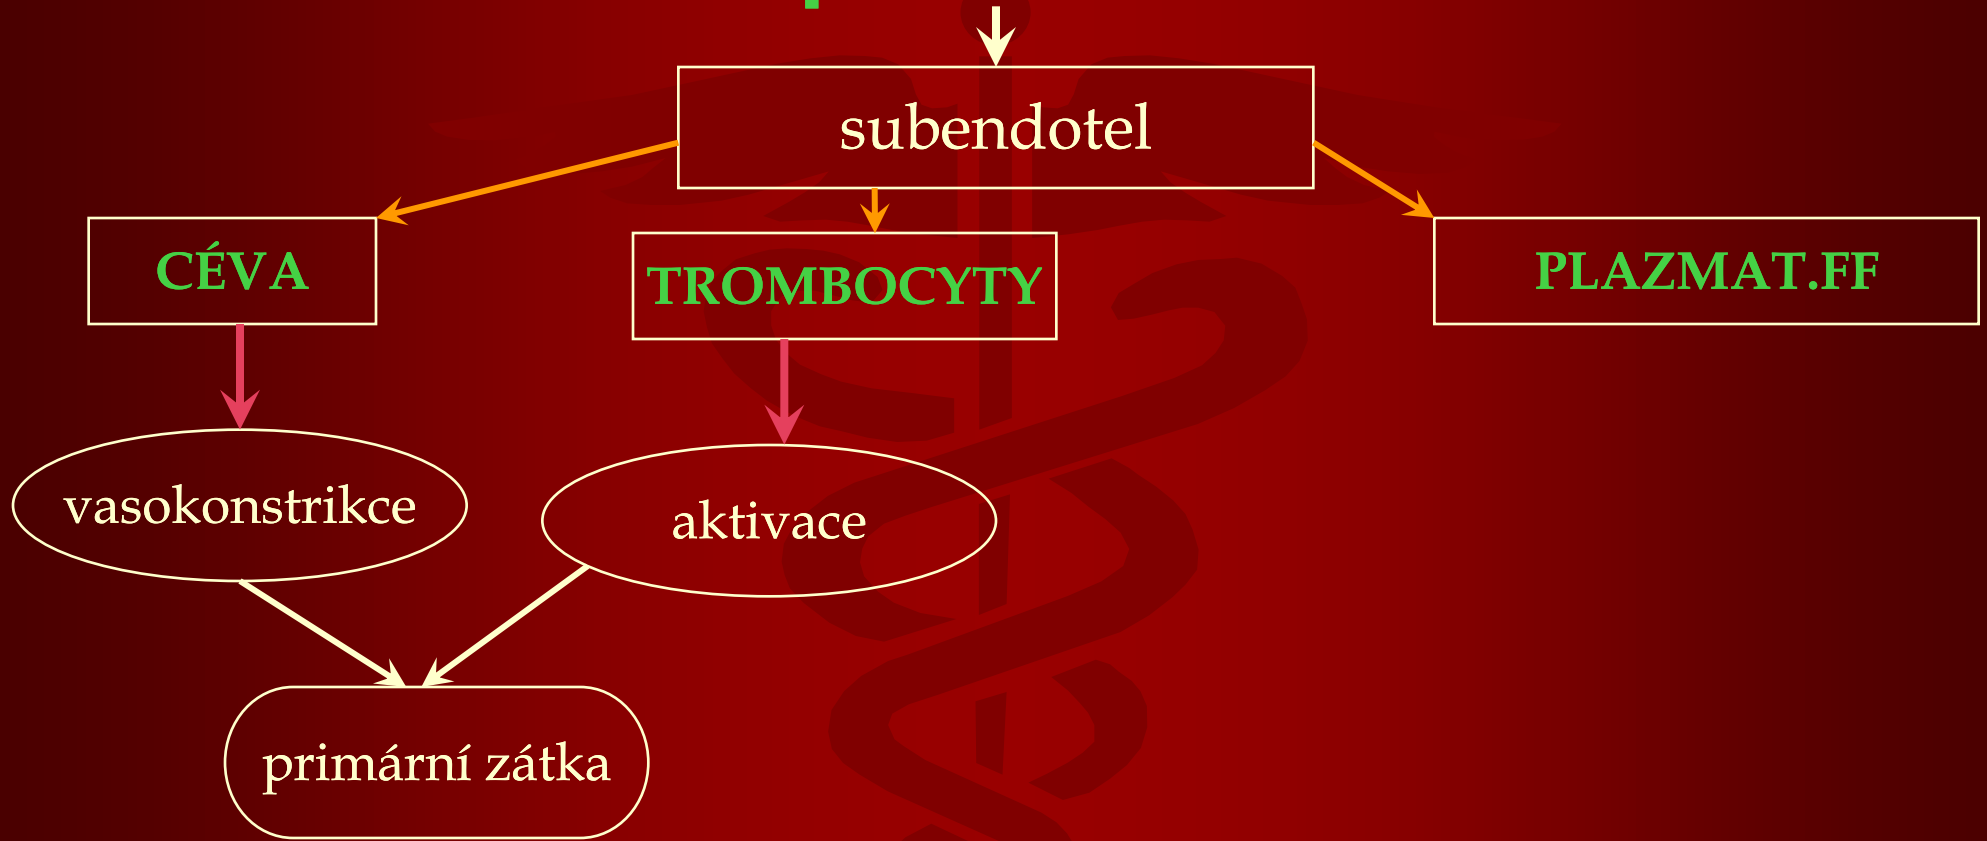 subendotel
CÉVA
TROMBOCYTY
PLAZMAT.FF
vasokonstrikce
aktivace
primární zátka